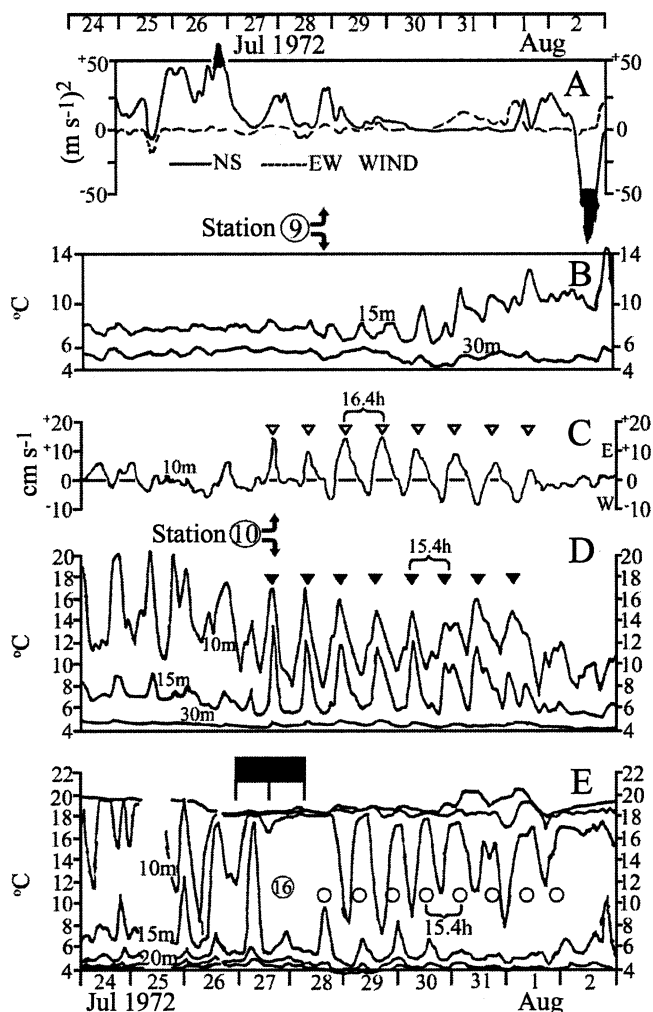 24 25 26 27 28 29 30 31 1 2
Jul 1972 Aug
+50 +50
A
(m s-1)2
0 0
NS EW WIND
-50 -50
Station 9
14 14
B
ºC
10 15m 10
6 30m 6
4 4
16.4h
+20 +20
C
+10 +10
E
cm s-1
10m
0 0
-10 W -10
Station 10
20 20
D
15.4h
18 18
16 16
14 14
ºC
12 12
10m
10 10
15m
8 8
6 30m 6
4 4
22 22
E
20 20
18 18
16 16
14 14
ºC
10m
12 12
16
10 10
8 8
15m 15.4h
6 20m 6
4 4
24 25 26 27 28 29 30 31 1 2
Jul 1972 Aug